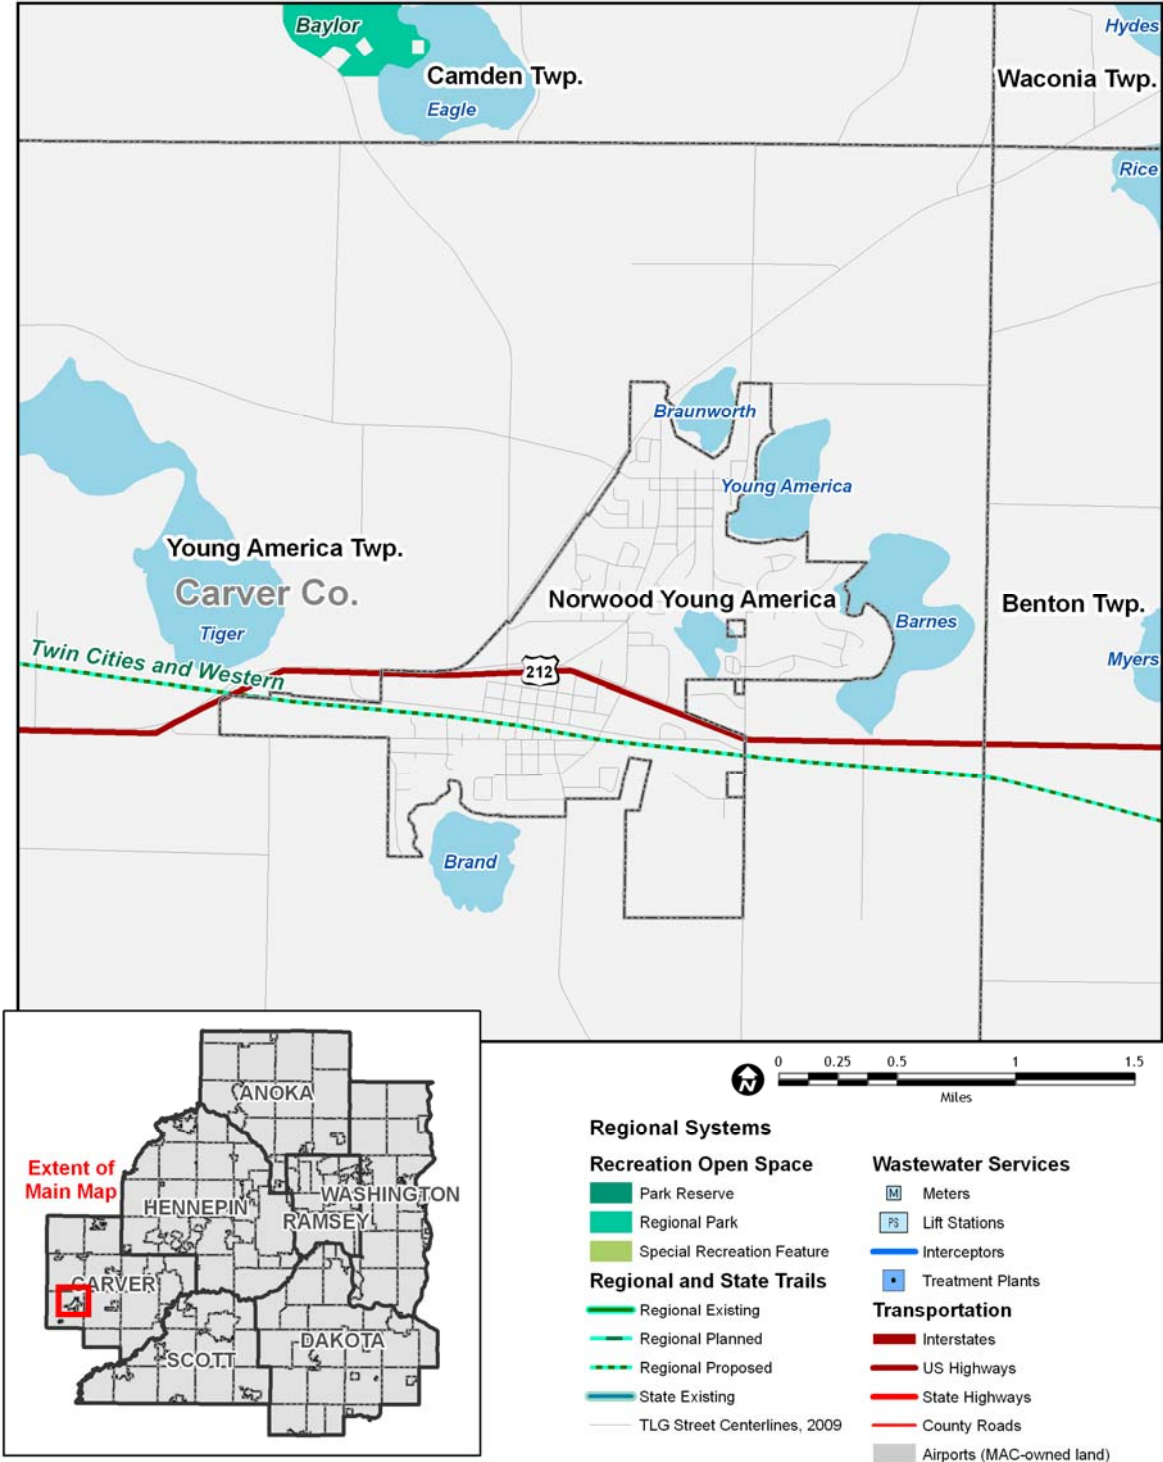 Baylor
Hydes
Camden Twp.
Waconia Twp.
Eagle
Rice
Braunworth
Young America
Young America Twp.
Carver Co.
Norwood Young America
Benton Twp.
Barnes
Tiger
Twin Cities and Western
Myers
212
Brand
0 0.25 0.5 1 1.5
Miles
N
ANOKA
Extent of
Main Map
WASHINGTON
HENNEPIN
RAMSEY
CARVER
DAKOTA
SCOTT
Regional Systems
Recreation Open Space
Park Reserve
Regional Park
Special Recreation Feature
Regional and State Trails
Regional Existing
Regional Planned
Regional Proposed
State Existing
TLG Street Centerlines, 2009
Wastewater Services
M Meters
PS Lift Stations
Interceptors
Treatment Plants
Transportation
Interstates
US Highways
State Highways
County Roads
Airports (MAC-owned land)